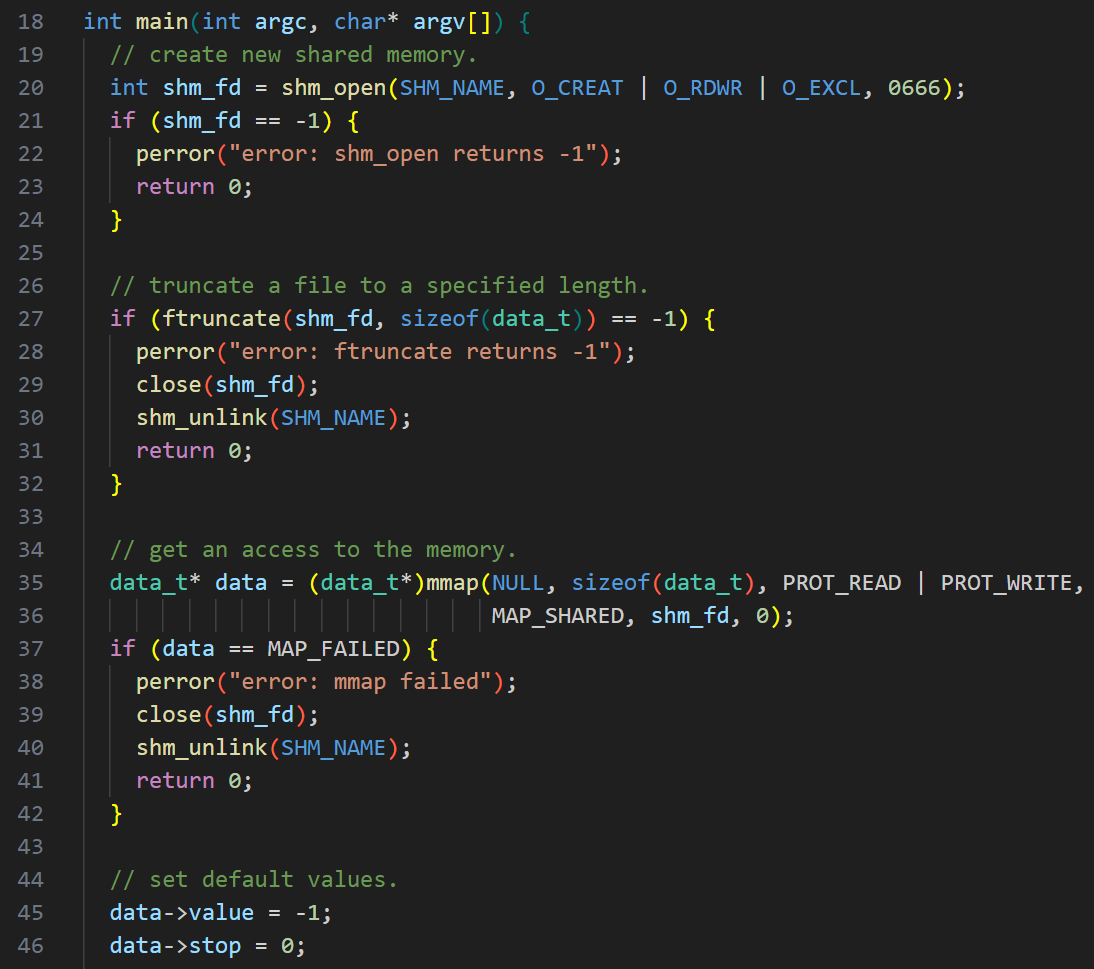 18 int main(int argc, char* argv[]) {
19   // create new shared memory.
20   int shm_fd = shm_open(SHM_NAME, O_CREAT | O_RDWR | O_EXCL, 0666);
21   if (shm_fd == -1) {
22     perror("error: shm_open returns -1");
23     return 0;
24   }
25
26   // truncate a file to a specified length.
27   if (ftruncate(shm_fd, sizeof(data_t)) == -1) {
28     perror("error: ftruncate returns -1");
29     close(shm_fd);
30     shm_unlink(SHM_NAME);
31     return 0;
32   }
33
34   // get an access to the memory.
35   data_t* data = (data_t*)mmap(NULL, sizeof(data_t), PROT_READ | PROT_WRITE,
36                                MAP_SHARED, shm_fd, 0);
37   if (data == MAP_FAILED) {
38     perror("error: mmap failed");
39     close(shm_fd);
40     shm_unlink(SHM_NAME);
41     return 0;
42   }
43
44   // set default values.
45   data->value = -1;
46   data->stop = 0;